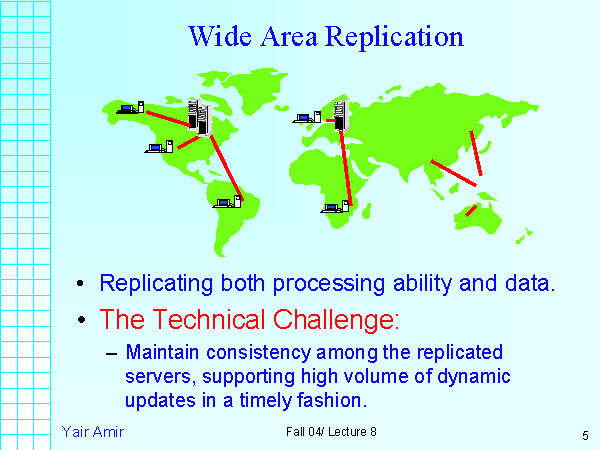 Wide Area Replication
• Replicating both processing ability and data.
• The Technical Challenge:
– Maintain consistency among the replicated
servers, supporting high volume of dynamic
updates in a timely fashion.
Yair Amir
Fall 04/ Lecture 8
5